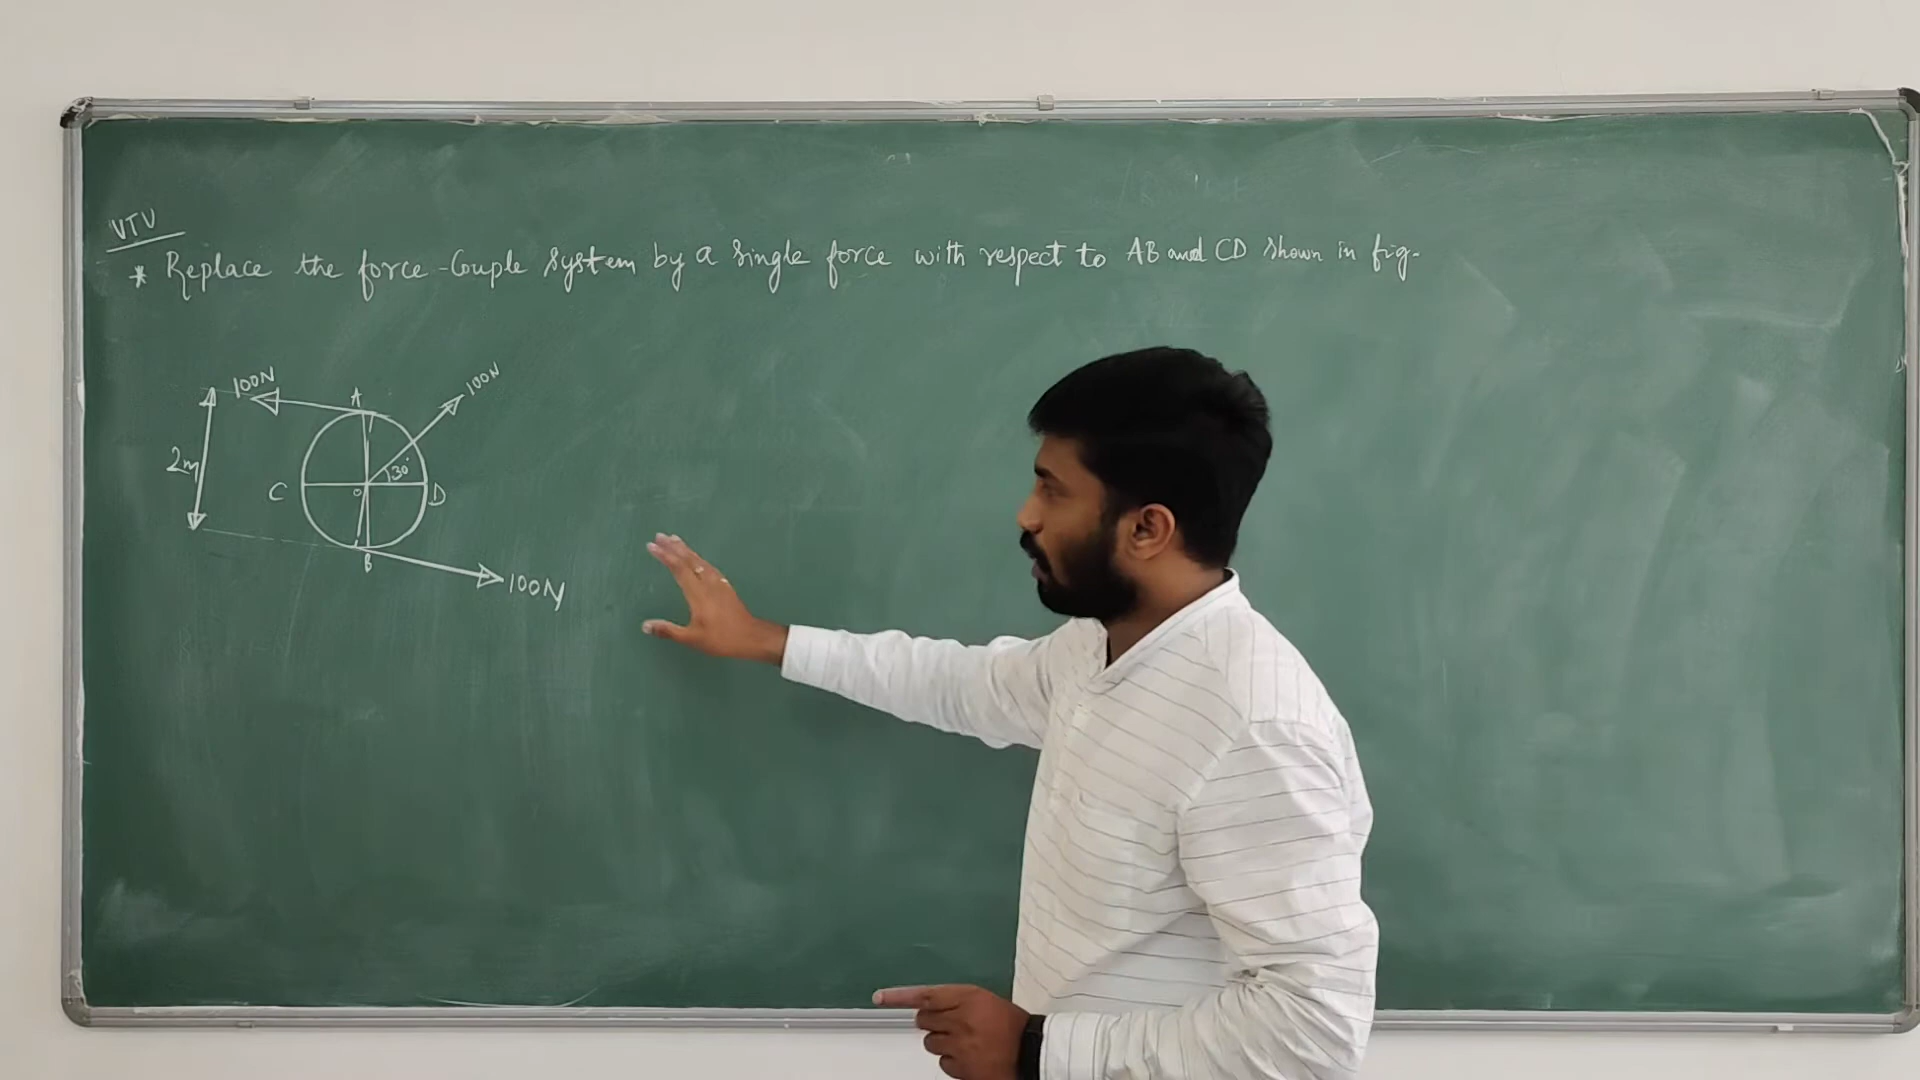 VTU
* Replace the force-Couple system by a single force with respect to AB and CD shown in fig.
100N
A
100N
2m
30°
C
O
D
B
100N